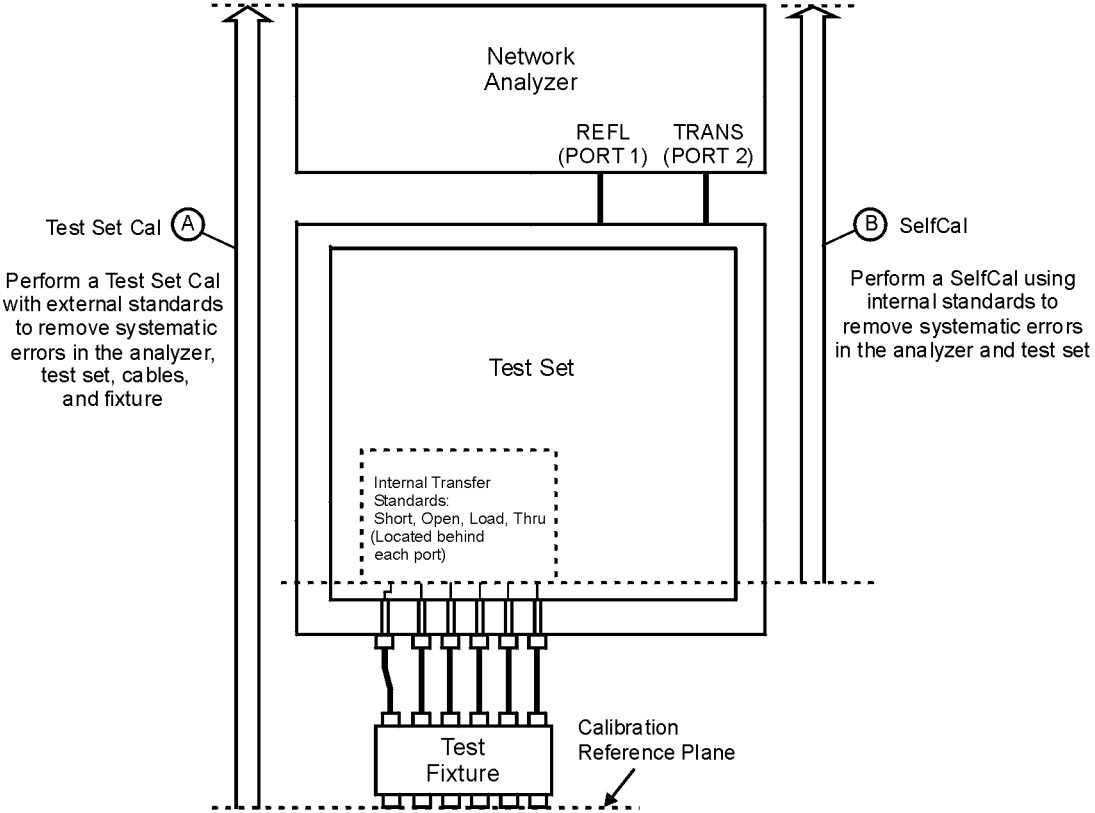 Network
Analyzer
REFL
(PORT 1)
TRANS
(PORT 2)
Test Set Cal
A
Perform a Test Set Cal
with external standards
to remove systematic
errors in the analyzer,
test set, cables,
and fixture
B
SelfCal
Perform a SelfCal using
internal standards to
remove systematic errors
in the analyzer and test set
Test Set
Internal Transfer
Standards:
Short, Open, Load, Thru
(Located behind
each port)
Test
Fixture
Calibration
Reference Plane